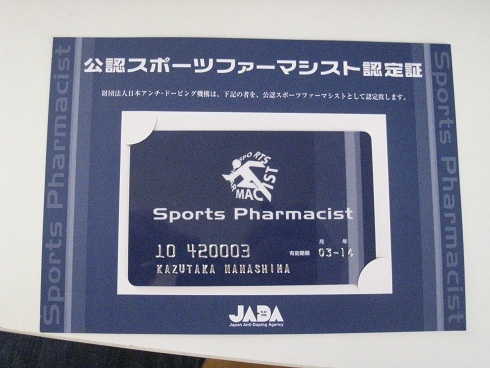 公認スポーツファーマシスト認定証
財団法人日本アンチ・ドーピング機構は、下記の者を、公認スポーツファーマシストとして認定致します。
Sports Pharmacist
Sports Pharmacist
SPORTS
MACIST
Sports Pharmacist
10 420003
月 年
有効期限 03-14
KAZUTAKA NANASHIMA
JADA
Japan Anti-Doping Agency